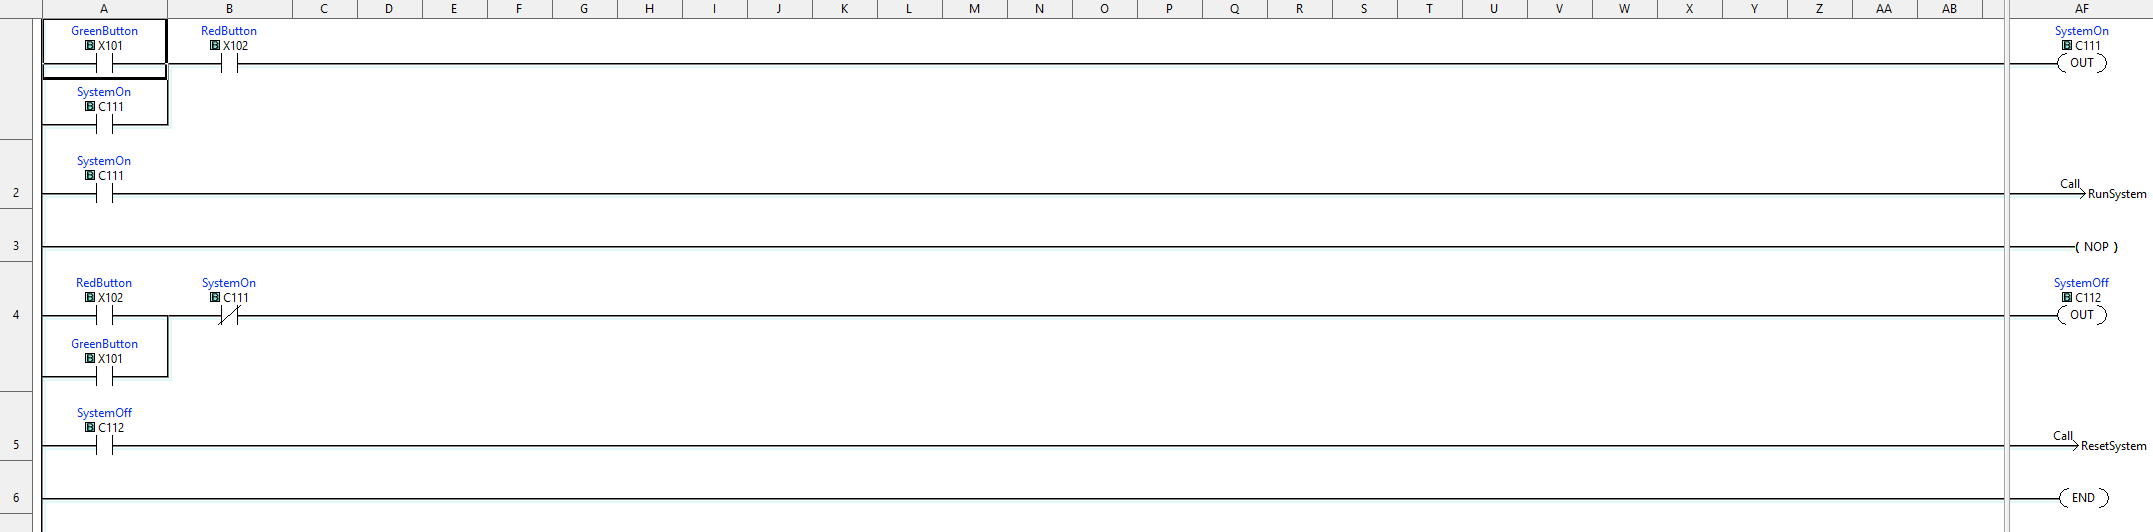 A B C D E F G H I J K L M N O P Q R S T U V W X Y Z AA AB AF
GreenButton RedButton SystemOn
B X101 B X102 B C111
OUT
SystemOn
B C111
SystemOn
B C111
Call
2 RunSystem
3 ( NOP )
RedButton SystemOn SystemOff
B X102 B C111 B C112
4 OUT
GreenButton
B X101
SystemOff
B C112
Call
5 ResetSystem
6 END